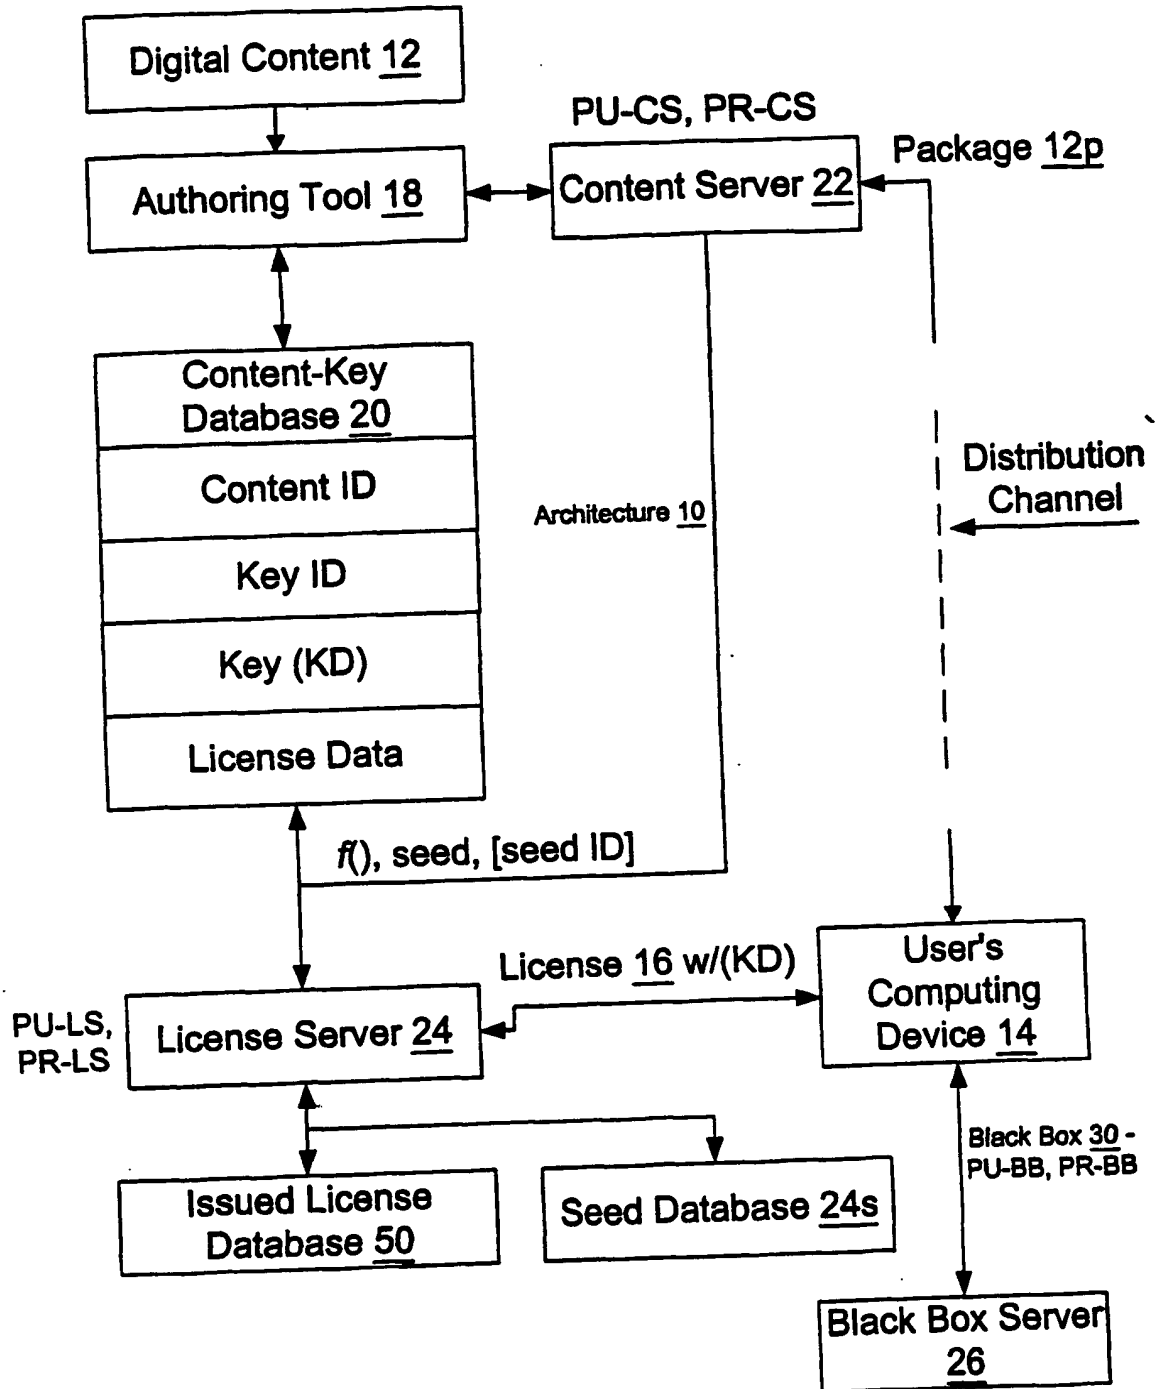 Digital Content 12
PU-CS, PR-CS
Package 12p
Authoring Tool 18
Content Server 22
Content-Key
Database 20
Content ID
Key ID
Key (KD)
License Data
Architecture 10
Distribution
Channel
f(), seed, [seed ID]
License 16 w/(KD)
User's
Computing
Device 14
PU-LS,
PR-LS
License Server 24
Black Box 30 -
PU-BB, PR-BB
Issued License
Database 50
Seed Database 24s
Black Box Server
26